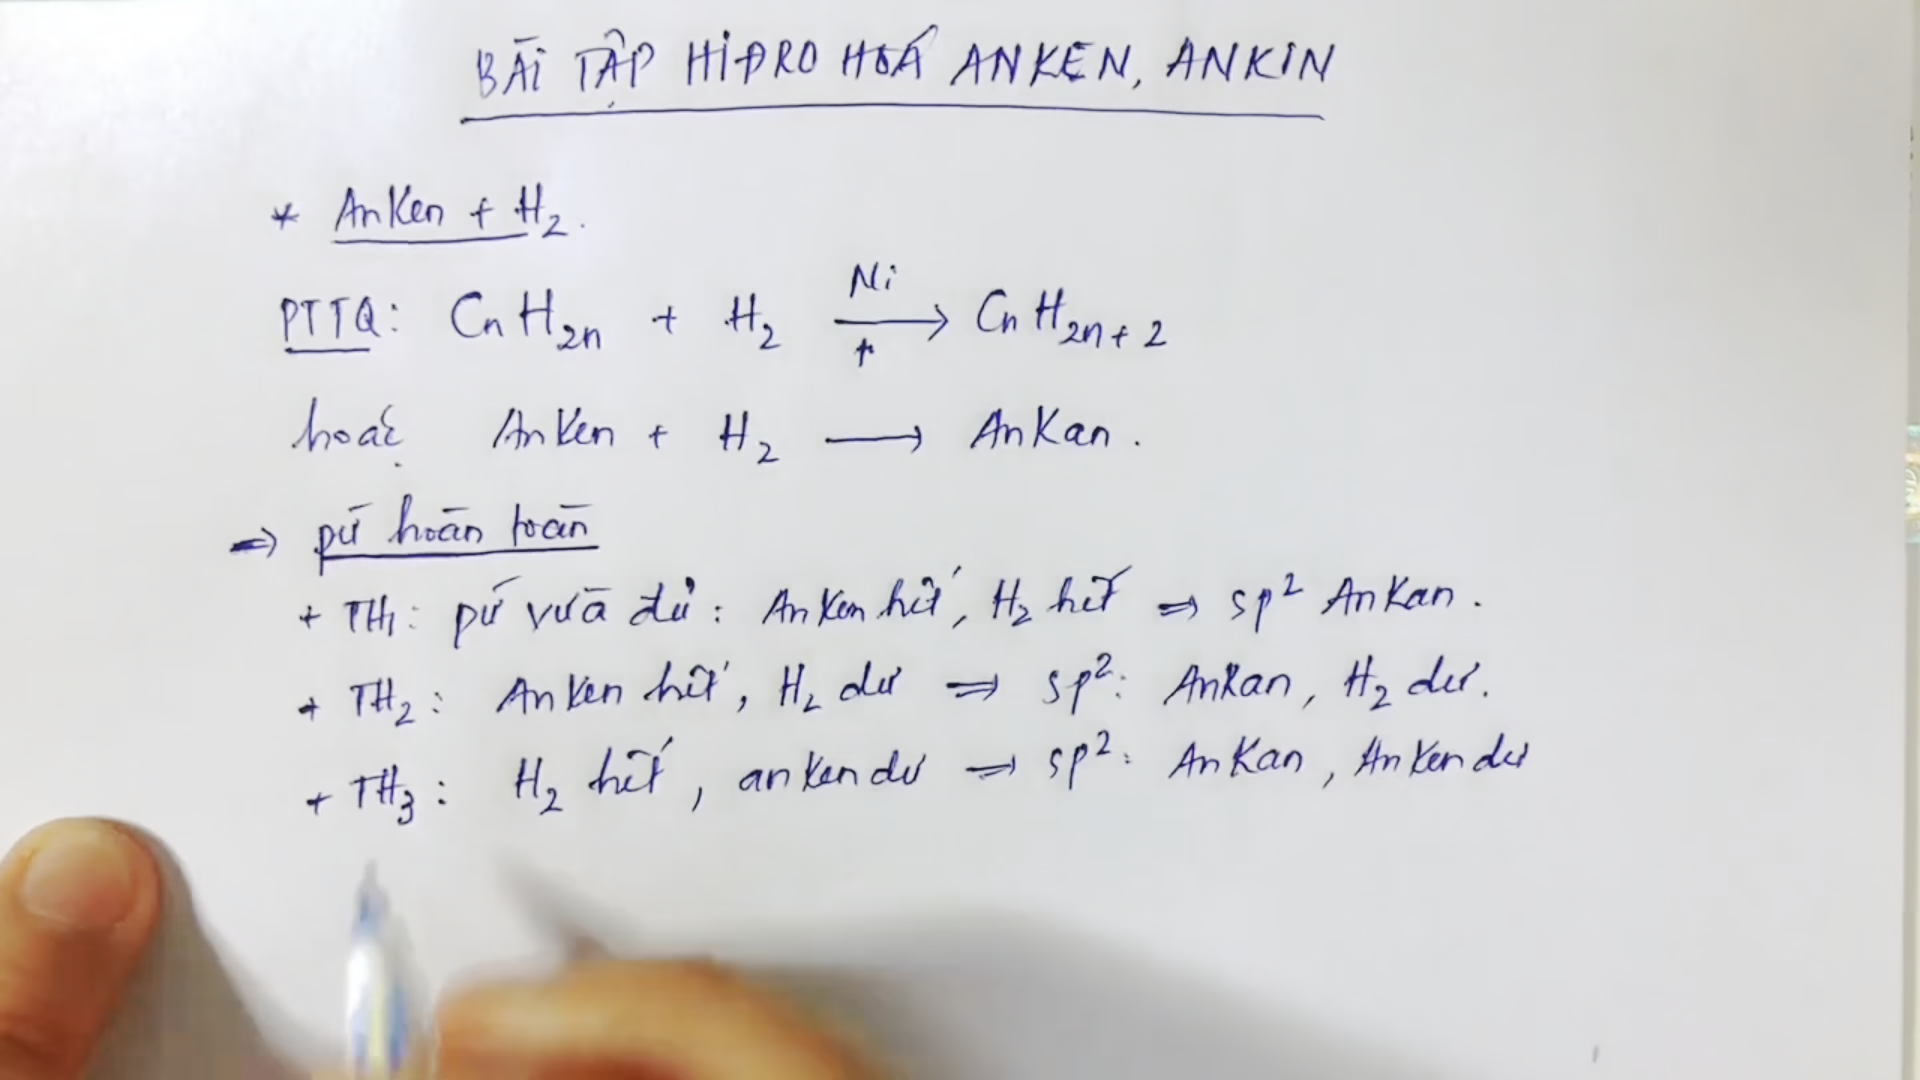 BÀI TẬP HIĐRO HOÁ ANKEN, ANKIN
* Anken + H₂.
PTTQ: CnH2n + H₂ Ni → t CnH2n+2
hoặc Anken + H₂ → Ankan.
⇒ pứ hoàn toàn
+ TH₁: pứ vừa đủ: Anken hết, H₂ hết ⇒ sp² Ankan.
+ TH₂: Anken hết, H₂ dư ⇒ sp²: Ankan, H₂ dư.
+ TH₃: H₂ hết, anken dư ⇒ sp²: Ankan, Anken dư